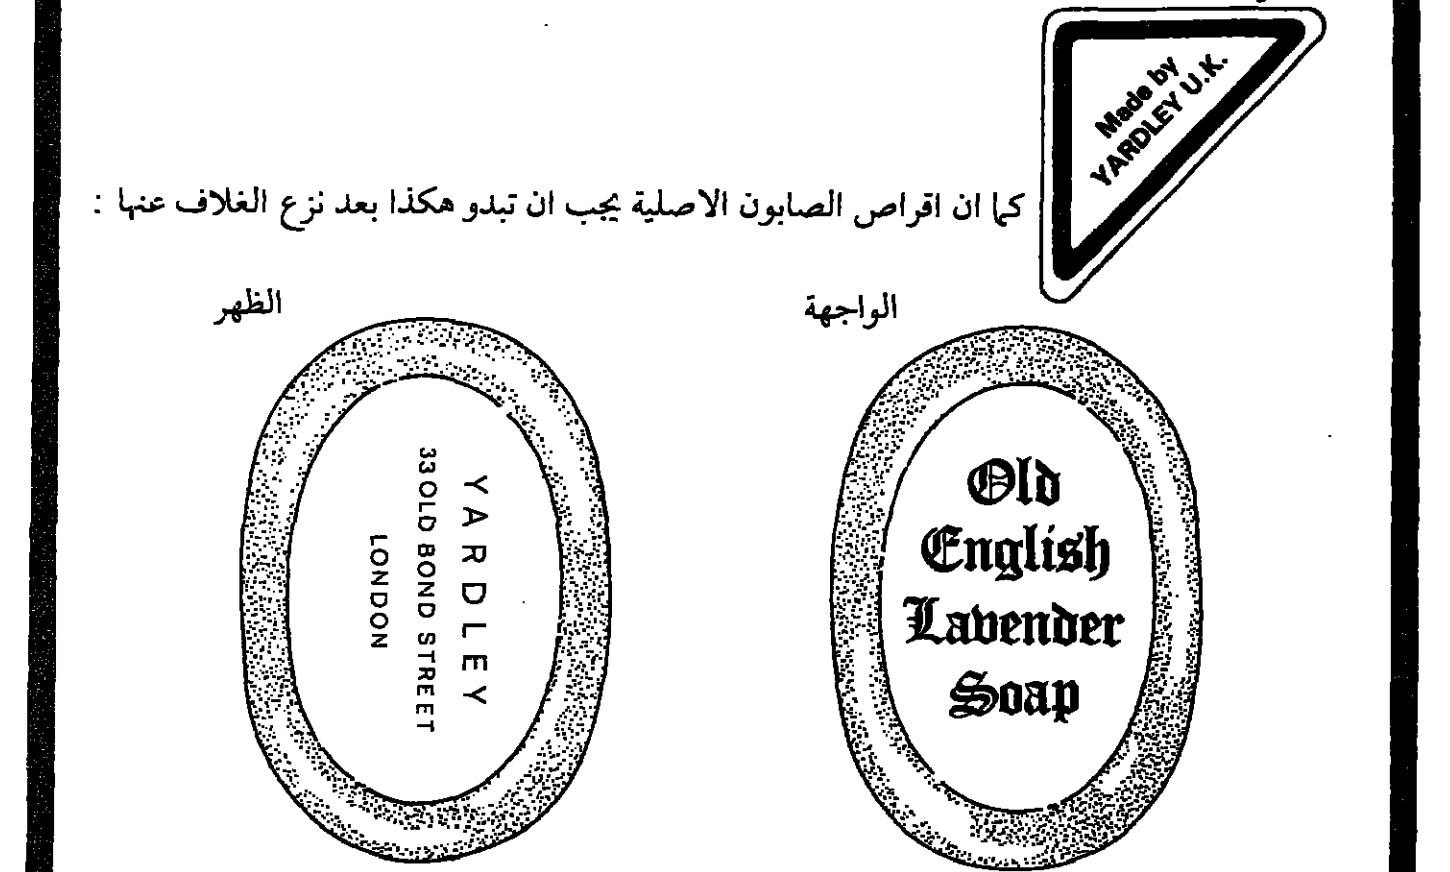 Made by
YARDLEY U.K.
كما ان اقراص الصابون الاصلية يجب ان تبدو هكذا بعد نزع الغلاف عنها :
الواجهة
الظهر
Old
English
Lavender
Soap
YARDLEY
33 OLD BOND STREET
LONDON